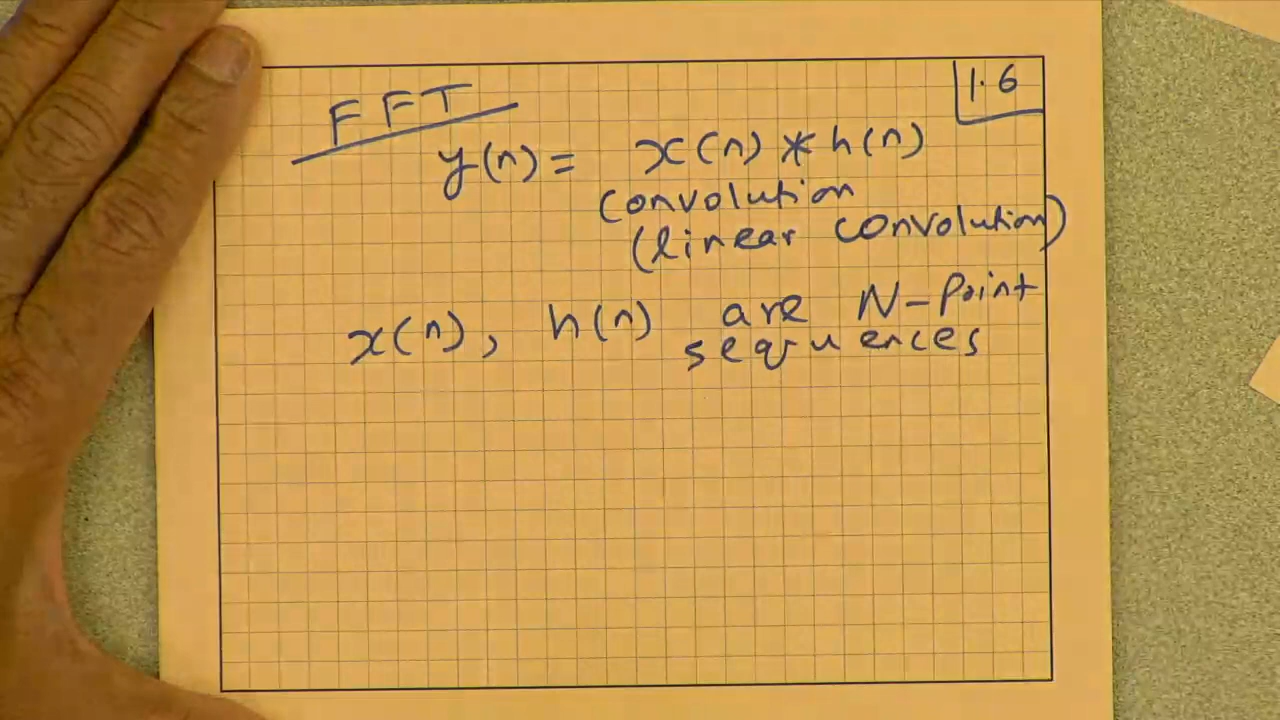 FFT
1.6
y(n) = x(n) * h(n)
convolution
(linear convolution)
x(n), h(n) are N-Point
sequences